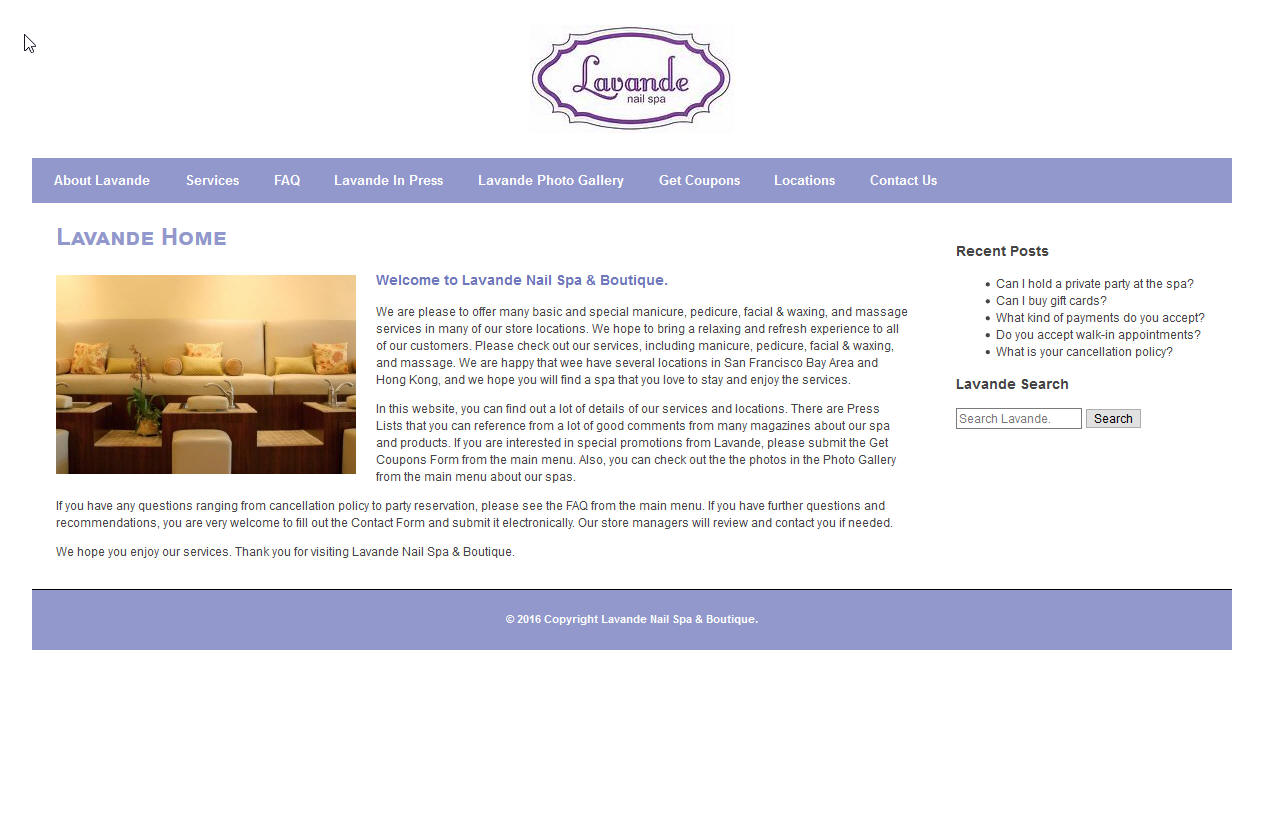 Lavande
nail spa
About Lavande Services FAQ Lavande In Press Lavande Photo Gallery Get Coupons Locations Contact Us
Lavande Home
Welcome to Lavande Nail Spa & Boutique.
We are please to offer many basic and special manicure, pedicure, facial & waxing, and massage
services in many of our store locations. We hope to bring a relaxing and refresh experience to all
of our customers. Please check out our services, including manicure, pedicure, facial & waxing,
and massage. We are happy that wee have several locations in San Francisco Bay Area and
Hong Kong, and we hope you will find a spa that you love to stay and enjoy the services.
In this website, you can find out a lot of details of our services and locations. There are Press
Lists that you can reference from a lot of good comments from many magazines about our spa
and products. If you are interested in special promotions from Lavande, please submit the Get
Coupons Form from the main menu. Also, you can check out the the photos in the Photo Gallery
from the main menu about our spas.
If you have any questions ranging from cancellation policy to party reservation, please see the FAQ from the main menu. If you have further questions and
recommendations, you are very welcome to fill out the Contact Form and submit it electronically. Our store managers will review and contact you if needed.
We hope you enjoy our services. Thank you for visiting Lavande Nail Spa & Boutique.
Recent Posts
Can I hold a private party at the spa?
Can I buy gift cards?
What kind of payments do you accept?
Do you accept walk-in appointments?
What is your cancellation policy?
Lavande Search
Search Lavande. Search
© 2016 Copyright Lavande Nail Spa & Boutique.